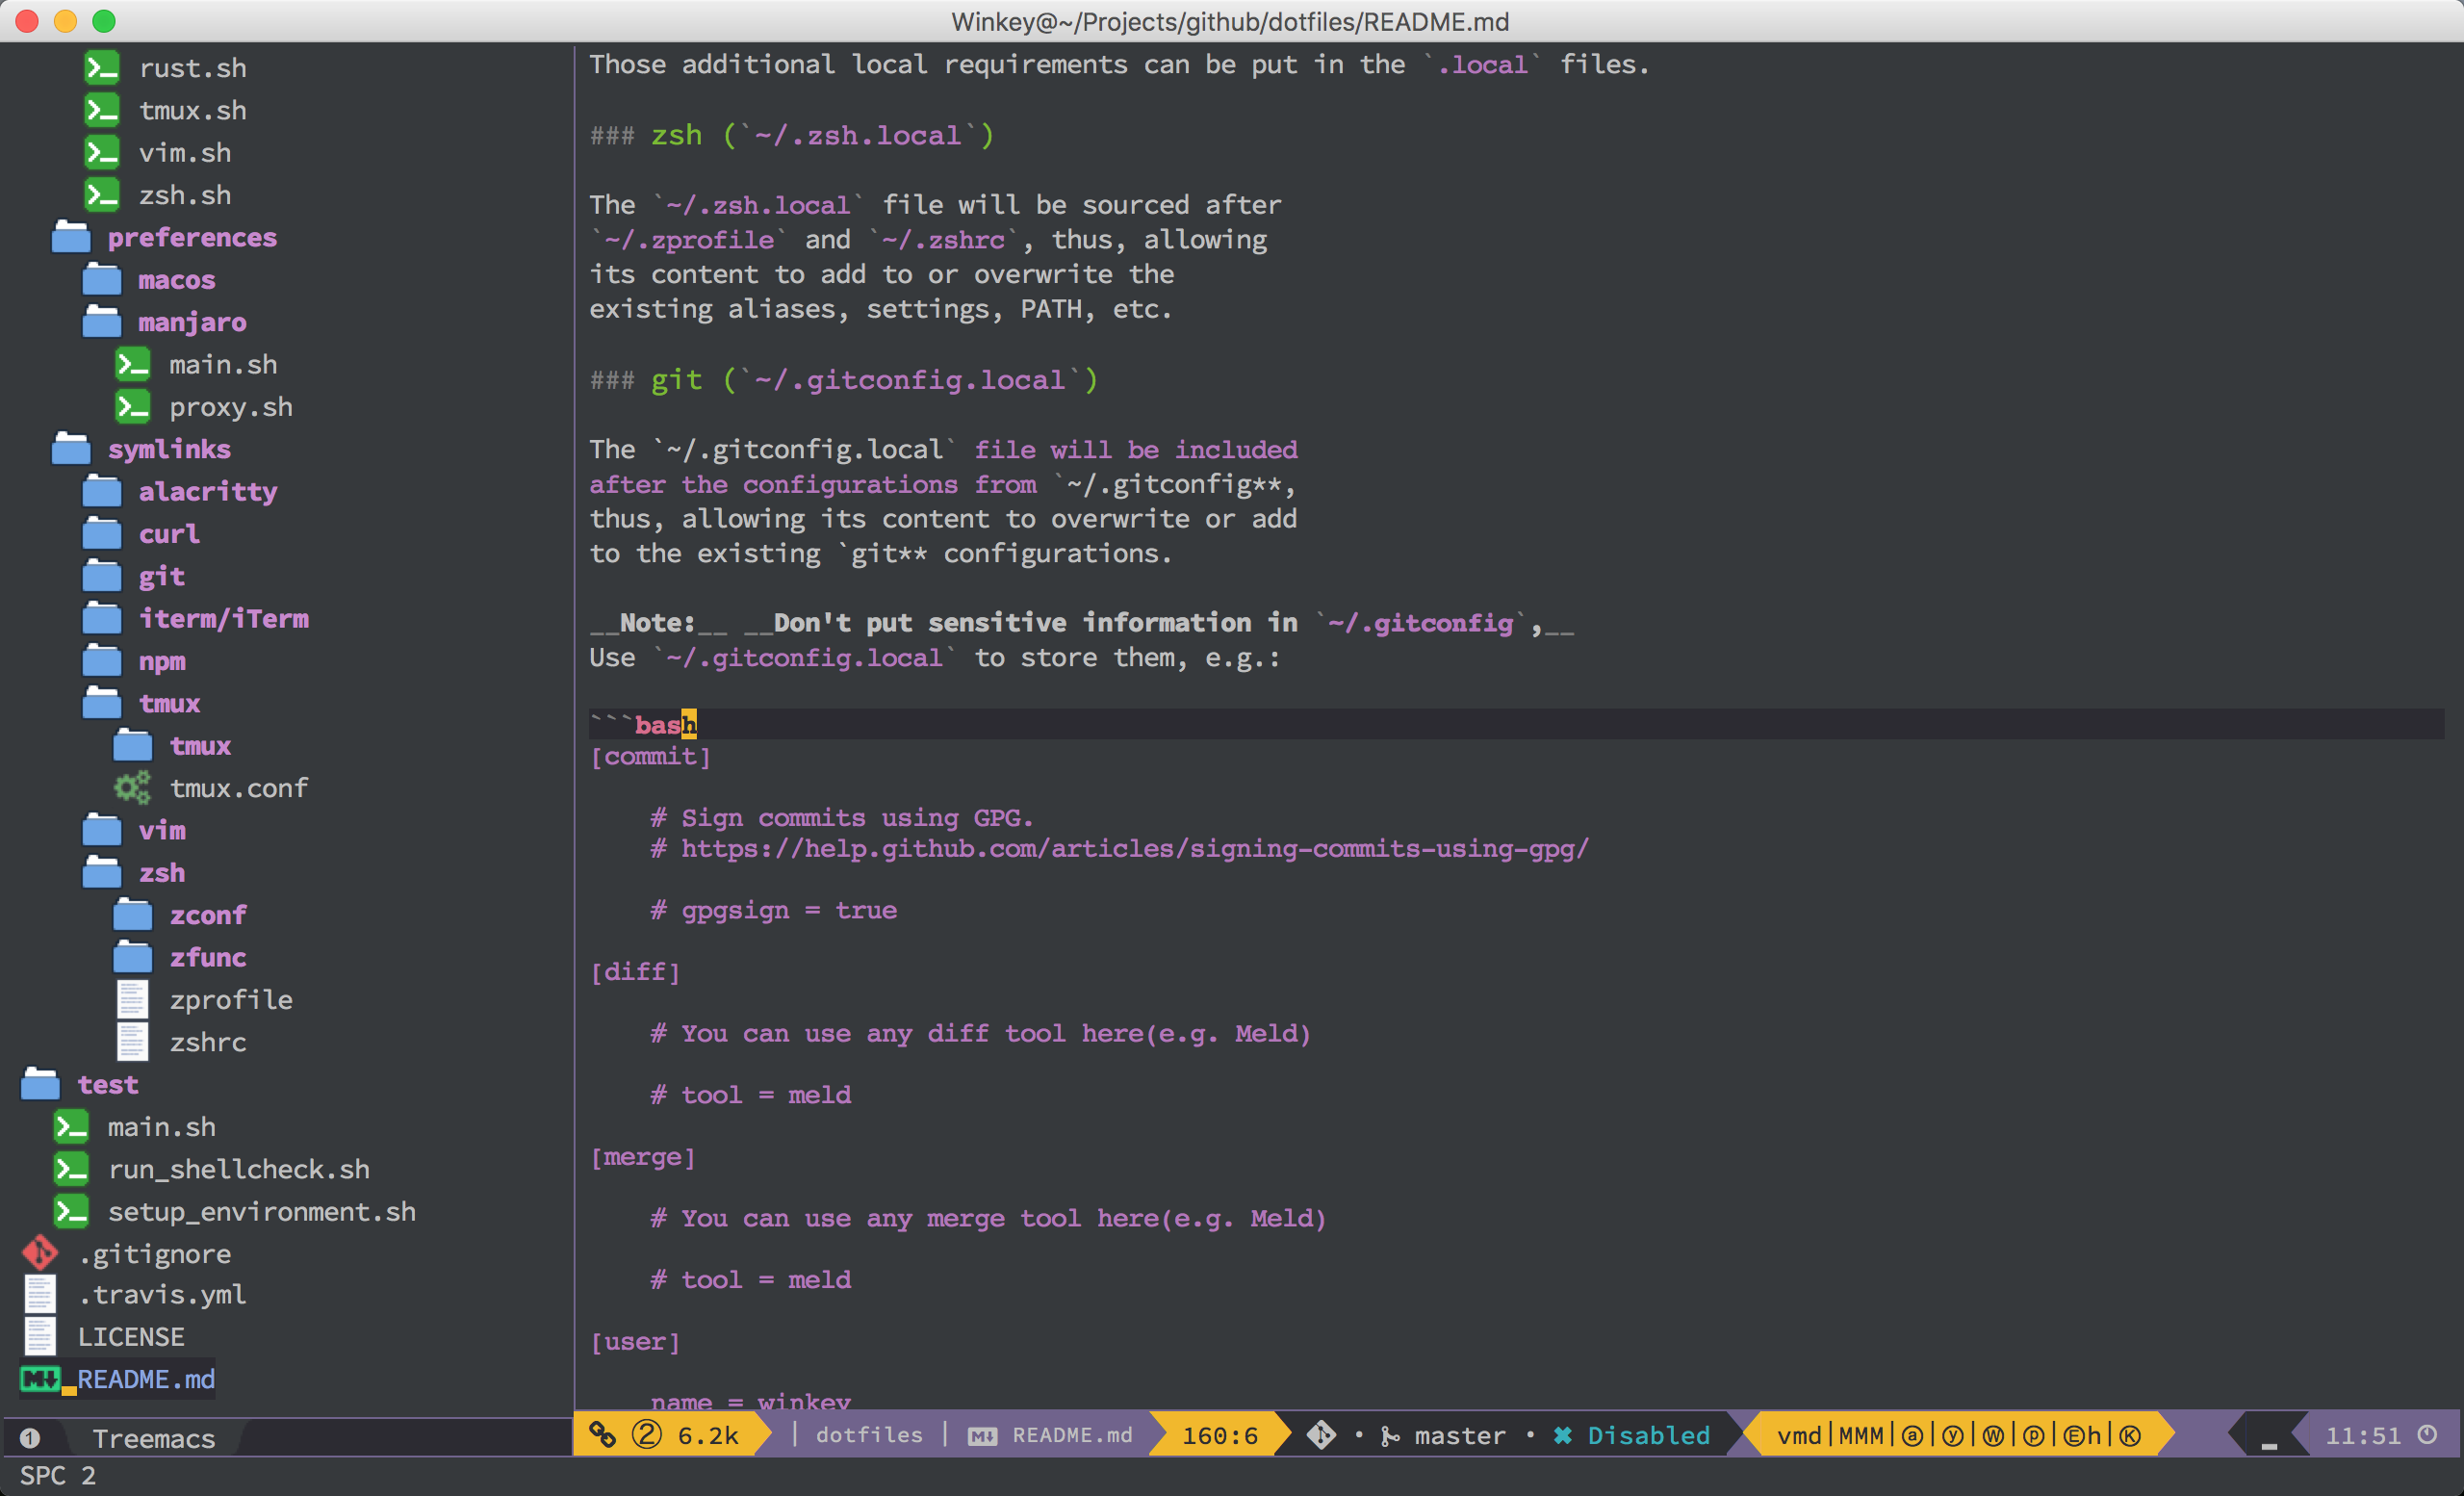 Winkey@~/Projects/github/dotfiles/README.md
rust.sh
tmux.sh
vim.sh
zsh.sh
preferences
macos
manjaro
main.sh
proxy.sh
symlinks
alacritty
curl
git
iterm/iTerm
npm
tmux
tmux
tmux.conf
vim
zsh
zconf
zfunc
zprofile
zshrc
test
main.sh
run_shellcheck.sh
setup_environment.sh
.gitignore
.travis.yml
LICENSE
README.md
Those additional local requirements can be put in the `.local` files.
### zsh (`~/.zsh.local`)
The `~/.zsh.local` file will be sourced after
`~/.zprofile` and `~/.zshrc`, thus, allowing
its content to add to or overwrite the
existing aliases, settings, PATH, etc.
### git (`~/.gitconfig.local`)
The `~/.gitconfig.local` file will be included
after the configurations from `~/.gitconfig**,
thus, allowing its content to overwrite or add
to the existing `git** configurations.
__Note:__ __Don't put sensitive information in `~/.gitconfig`,__
Use `~/.gitconfig.local` to store them, e.g.:
```bash
[commit]
# Sign commits using GPG.
# https://help.github.com/articles/signing-commits-using-gpg/
# gpgsign = true
[diff]
# You can use any diff tool here(e.g. Meld)
# tool = meld
[merge]
# You can use any merge tool here(e.g. Meld)
# tool = meld
[user]
name = winkey
❶ Treemacs
② 6.2k | dotfiles | M↓ README.md 160:6 • master • ✖ Disabled vmd|MMM|ⓐ|ⓨ|Ⓦ|ⓟ|Ⓔh|Ⓚ _ 11:51
SPC 2